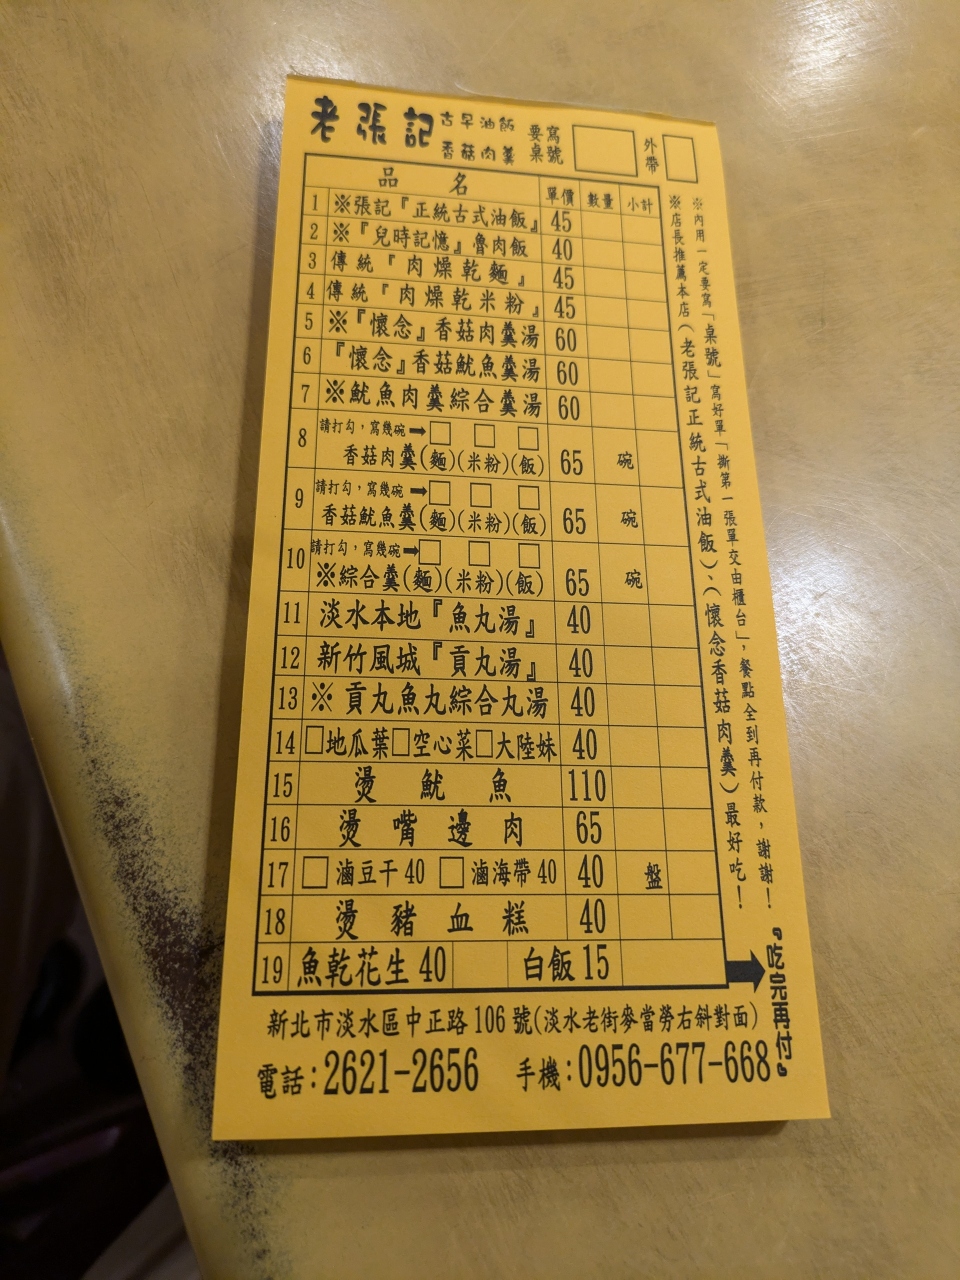 老張記 古早油飯 香菇肉羹 要寫桌號 外帶
品名 單價 數量 小計
1 ※張記『正統古式油飯』 45
2 ※『兒時記憶』魯肉飯 40
3 傳統『肉燥乾麵』 45
4 傳統『肉燥乾米粉』 45
5 ※『懷念』香菇肉羹湯 60
6 『懷念』香菇魷魚羹湯 60
7 ※魷魚肉羹綜合羹湯 60
8 請打勾,寫幾碗➡□ □ □
香菇肉羹(麵)(米粉)(飯) 65 碗
9 請打勾,寫幾碗➡□ □ □
香菇魷魚羹(麵)(米粉)(飯) 65 碗
10 請打勾,寫幾碗➡□ □ □
※綜合羹(麵)(米粉)(飯) 65 碗
11 淡水本地『魚丸湯』 40
12 新竹風城『貢丸湯』 40
13 ※貢丸魚丸綜合丸湯 40
14 □地瓜葉□空心菜□大陸妹 40
15 燙魷魚 110
16 燙嘴邊肉 65
17 □滷豆干40 □滷海帶40 40 盤
18 燙豬血糕 40
19 魚乾花生40 白飯15
※內用一定要寫「桌號」寫好單「撕第一張單交由櫃台」,餐點全到再付款,謝謝!
※店長推薦本店(老張記正統古式油飯)、(懷念香菇肉羹)最好吃!
➡『吃完再付』
新北市淡水區中正路106號(淡水老街麥當勞右斜對面)
電話:2621-2656 手機:0956-677-668